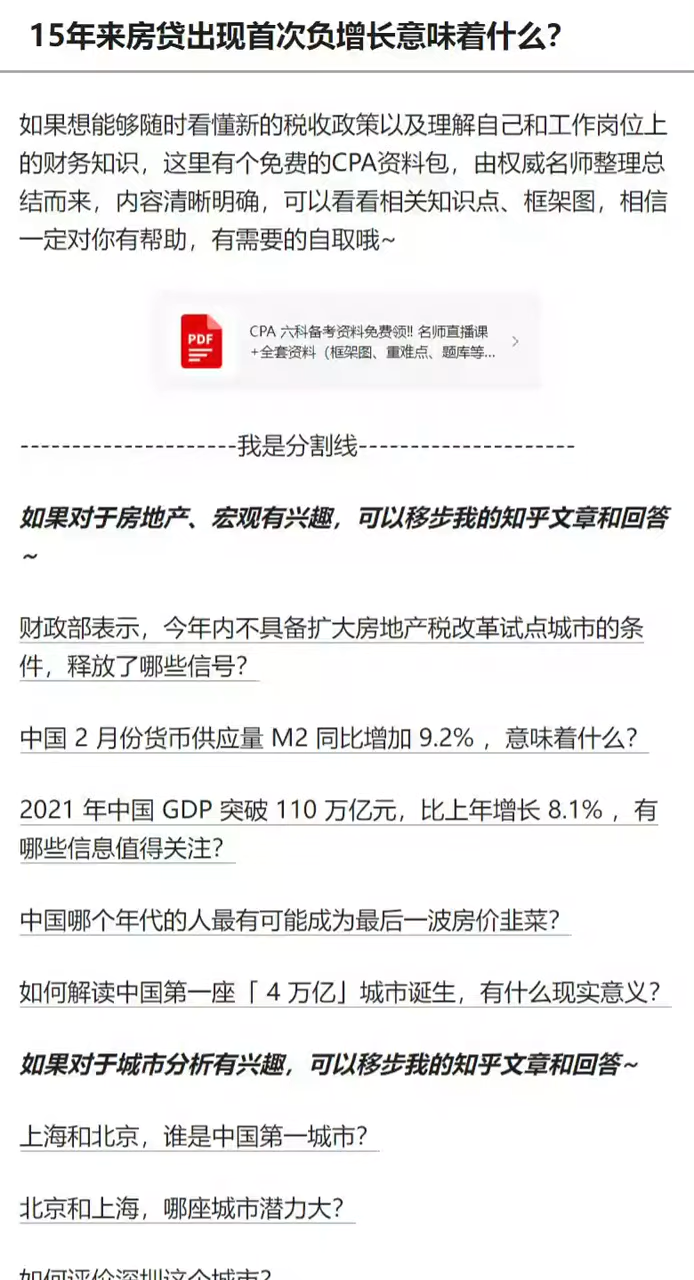 15年来房贷出现首次负增长意味着什么？
如果想能够随时看懂新的税收政策以及理解自己和工作岗位上
的财务知识，这里有个免费的CPA资料包，由权威名师整理总
结而来，内容清晰明确，可以看看相关知识点、框架图，相信
一定对你有帮助，有需要的自取哦~
PDF
CPA 六科备考资料免费领!! 名师直播课
+全套资料（框架图、重难点、题库等...
---------------------我是分割线---------------------
如果对于房地产、宏观有兴趣，可以移步我的知乎文章和回答
~
财政部表示，今年内不具备扩大房地产税改革试点城市的条
件，释放了哪些信号？
中国 2 月份货币供应量 M2 同比增加 9.2% ，意味着什么？
2021 年中国 GDP 突破 110 万亿元，比上年增长 8.1% ，有
哪些信息值得关注？
中国哪个年代的人最有可能成为最后一波房价韭菜？
如何解读中国第一座「 4 万亿」城市诞生，有什么现实意义？
如果对于城市分析有兴趣，可以移步我的知乎文章和回答~
上海和北京，谁是中国第一城市？
北京和上海，哪座城市潜力大？
如何评价深圳这个城市？